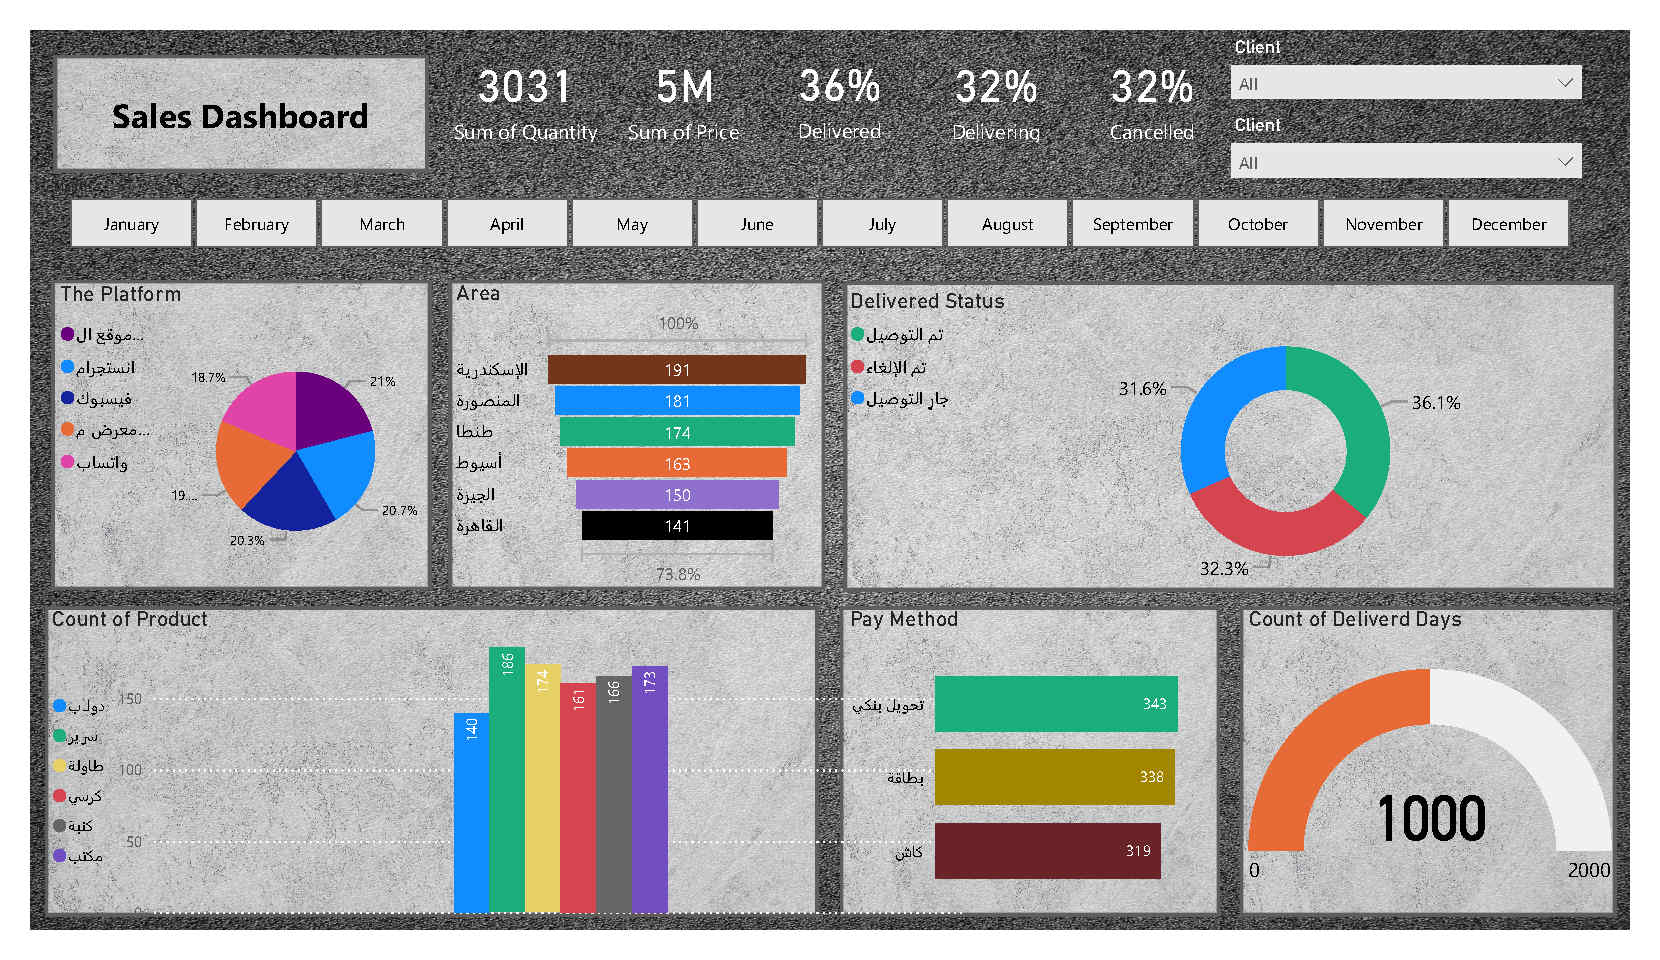 Sales Dashboard
3031
Sum of Quantity
5M
Sum of Price
36%
Delivered
32%
Delivering
32%
Cancelled
Client
All
Client
All
January
February
March
April
May
June
July
August
September
October
November
December
The Platform
موقع ال...
انستجرام
فيسبوك
معرض م...
واتساب
18.7%
21%
19....
20.7%
20.3%
Area
100%
الإسكندرية 191
المنصورة 181
طنطا 174
أسيوط 163
الجيزة 150
القاهرة 141
73.8%
Delivered Status
تم التوصيل
تم الإلغاء
جار التوصيل
31.6%
36.1%
32.3%
Count of Product
دولاب
سرير
طاولة
كرسي
كنبة
مكتب
150
100
50
0
140
186
174
161
166
173
Pay Method
تحويل بنكي 343
بطاقة 338
كاش 319
Count of Deliverd Days
1000
0
2000